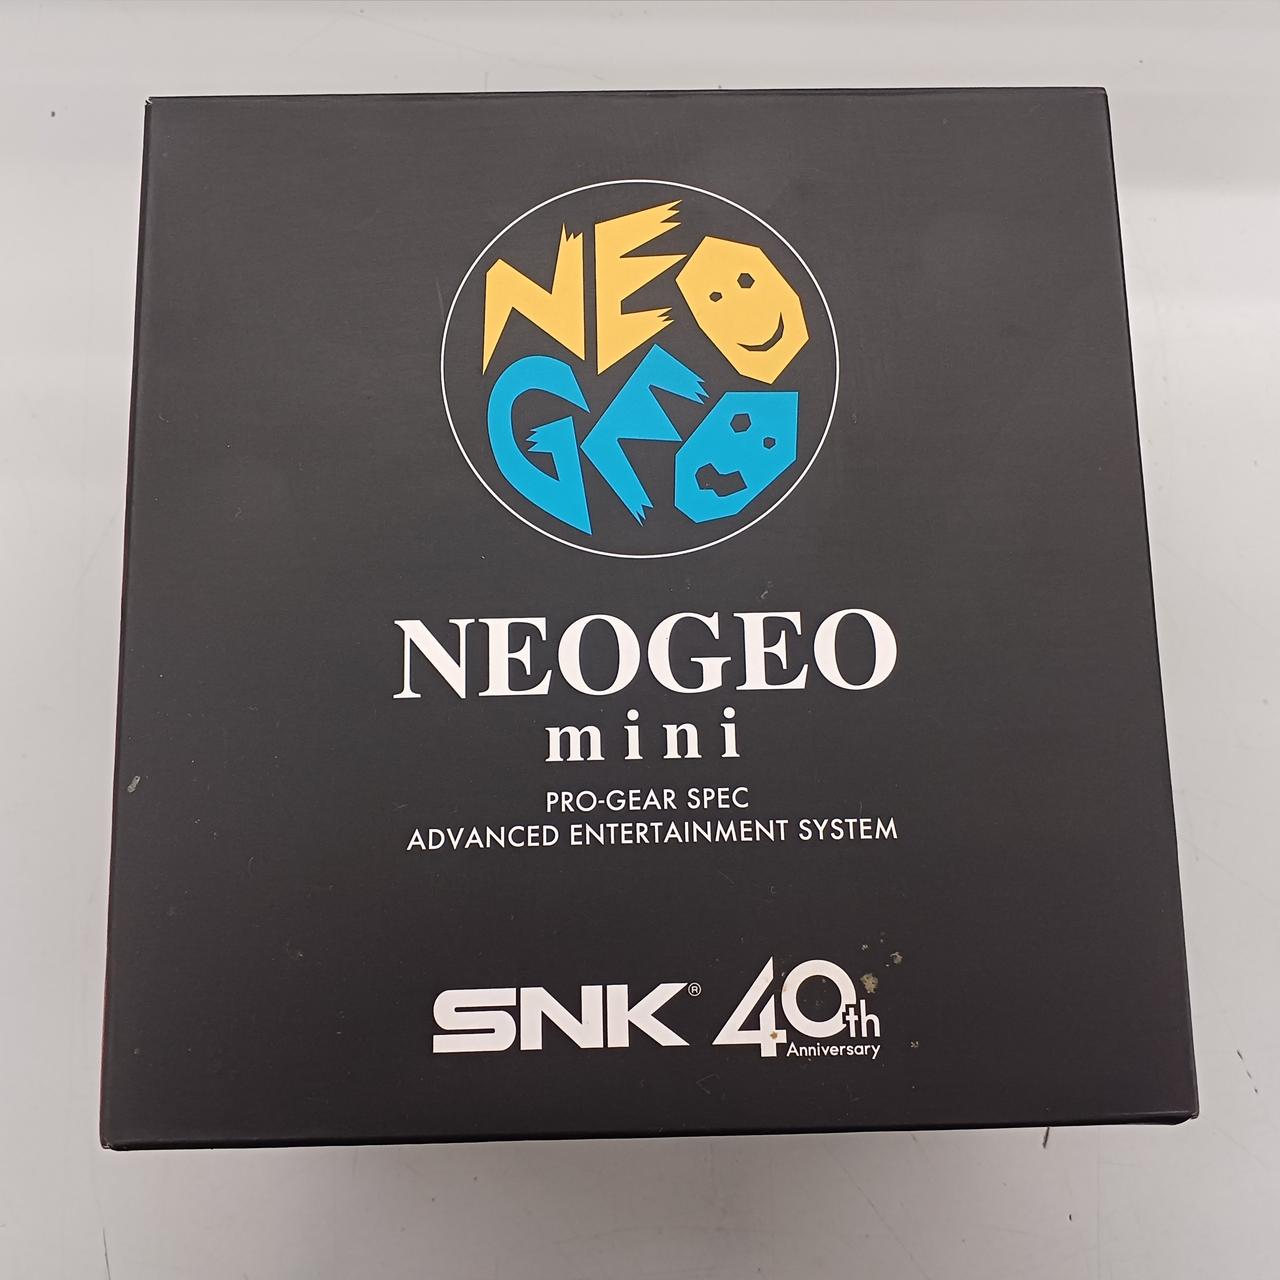 NEO
GEO
NEOGEO
mini
PRO-GEAR SPEC
ADVANCED ENTERTAINMENT SYSTEM
SNK® 40th
Anniversary